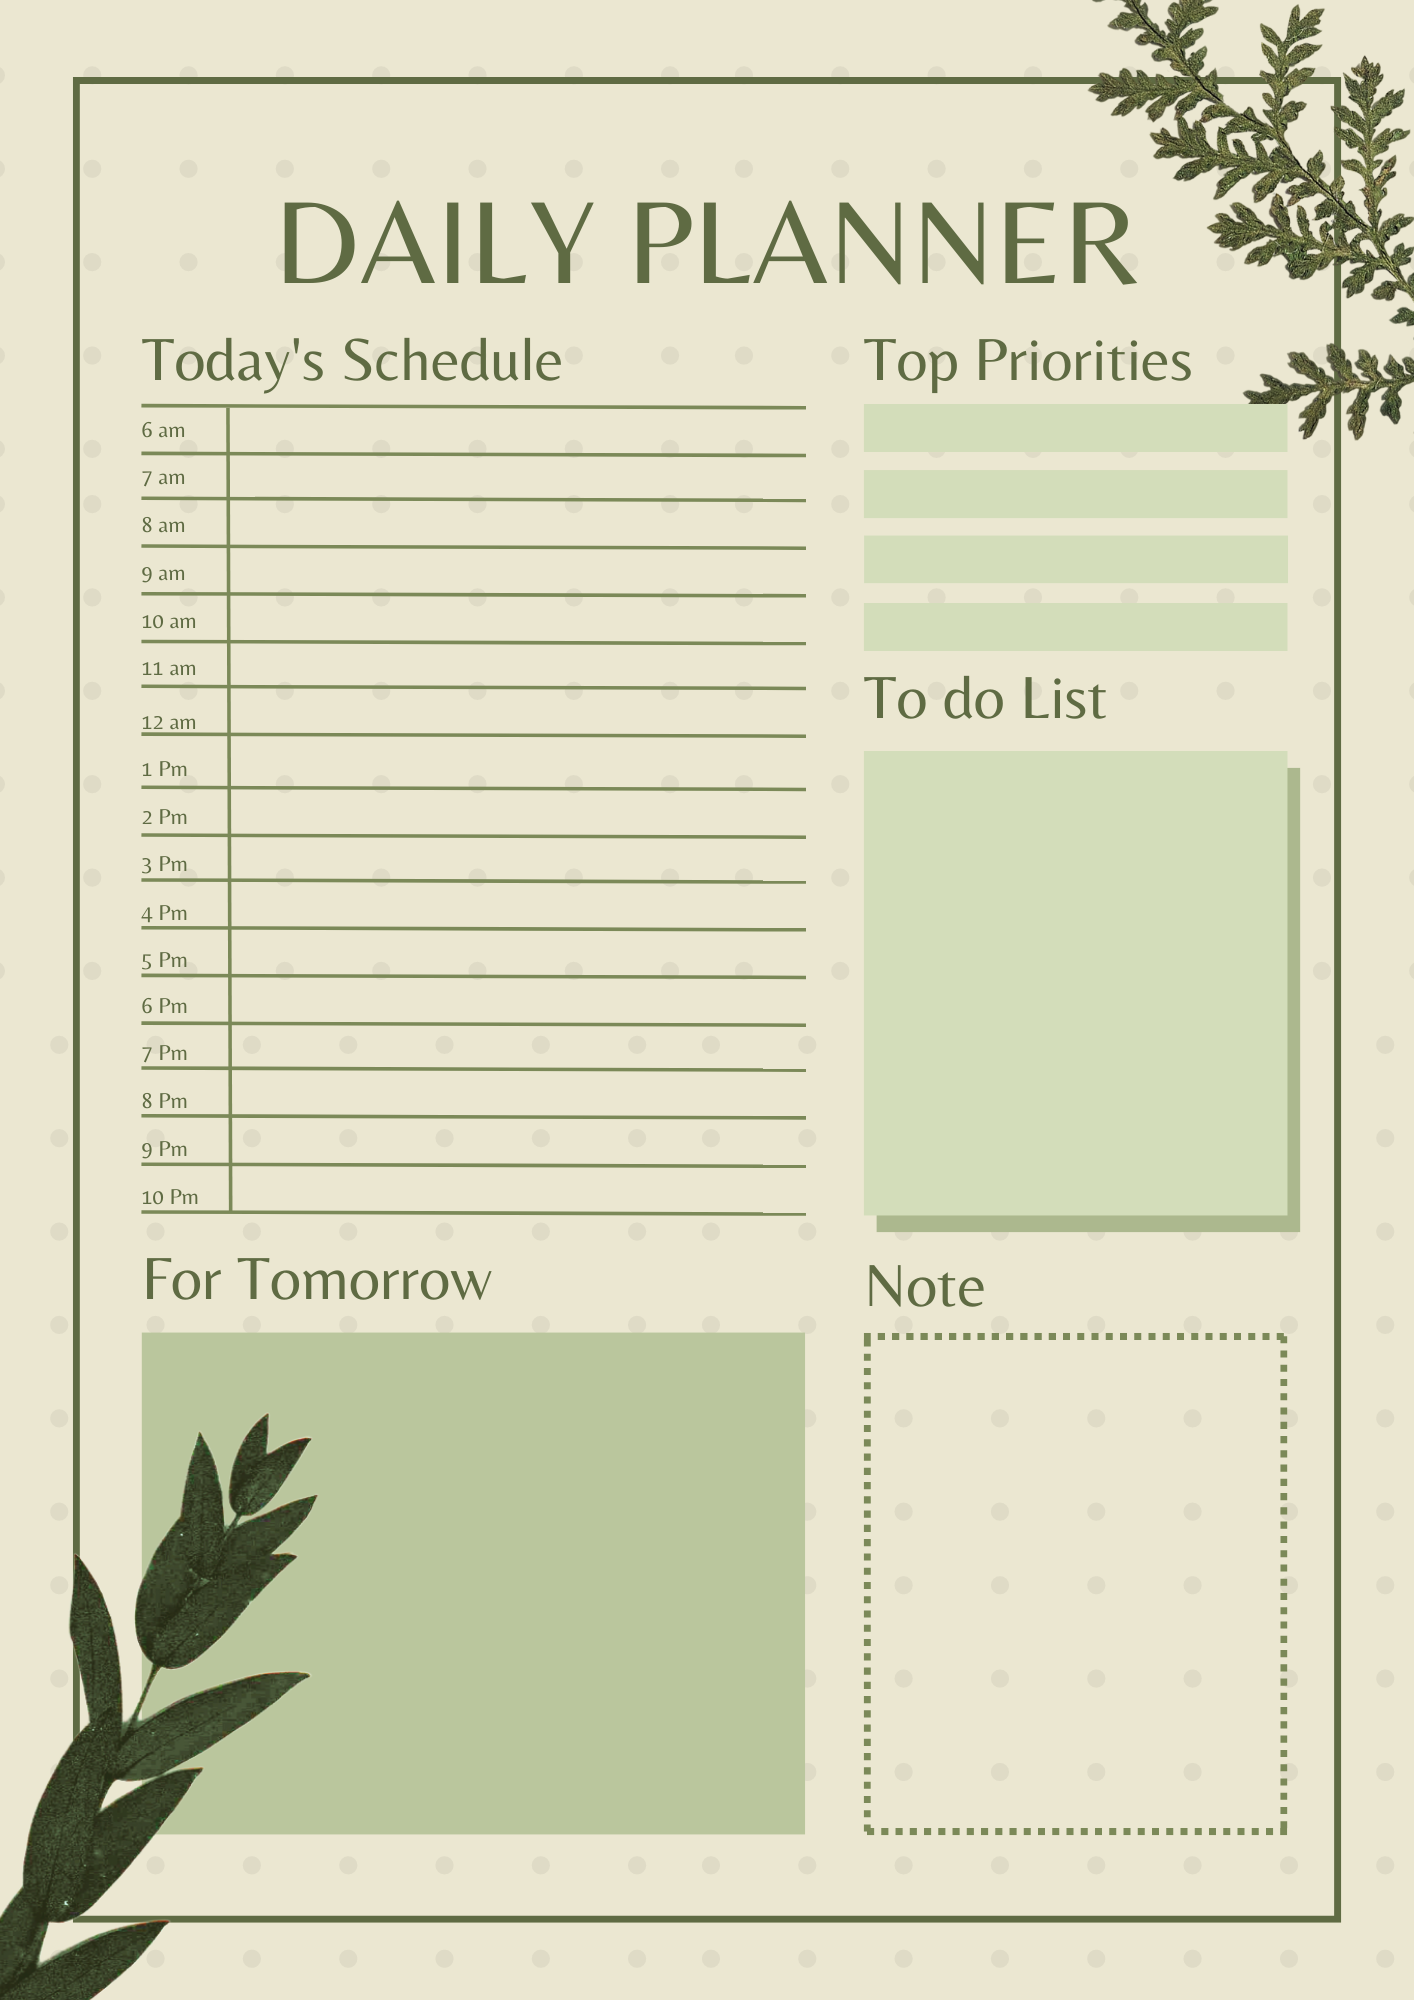 DAILY PLANNER
Today's Schedule
6 am
7 am
8 am
9 am
10 am
11 am
12 am
1 Pm
2 Pm
3 Pm
4 Pm
5 Pm
6 Pm
7 Pm
8 Pm
9 Pm
10 Pm
Top Priorities
To do List
For Tomorrow
Note